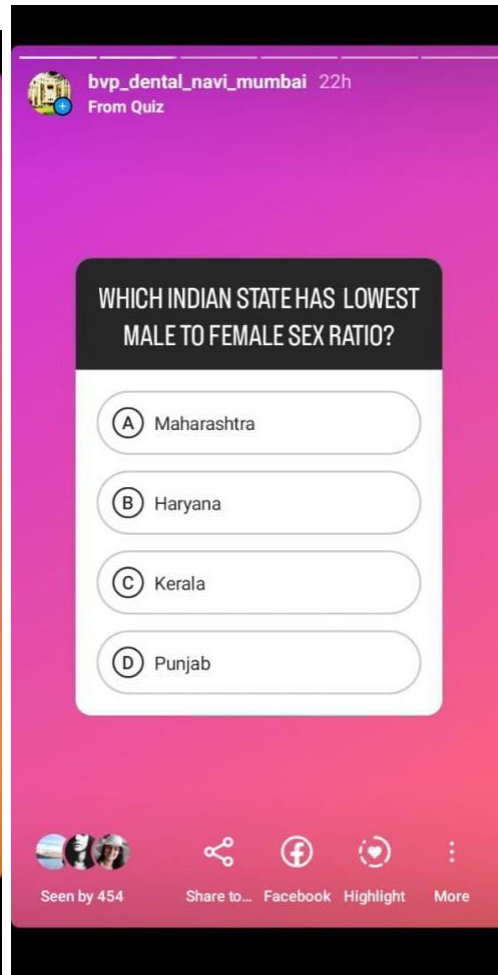 bvp_dental_navi_mumbai 22h
From Quiz
WHICH INDIAN STATE HAS LOWEST
MALE TO FEMALE SEX RATIO?
A Maharashtra
B Haryana
C Kerala
D Punjab
Seen by 454 Share to... Facebook Highlight More